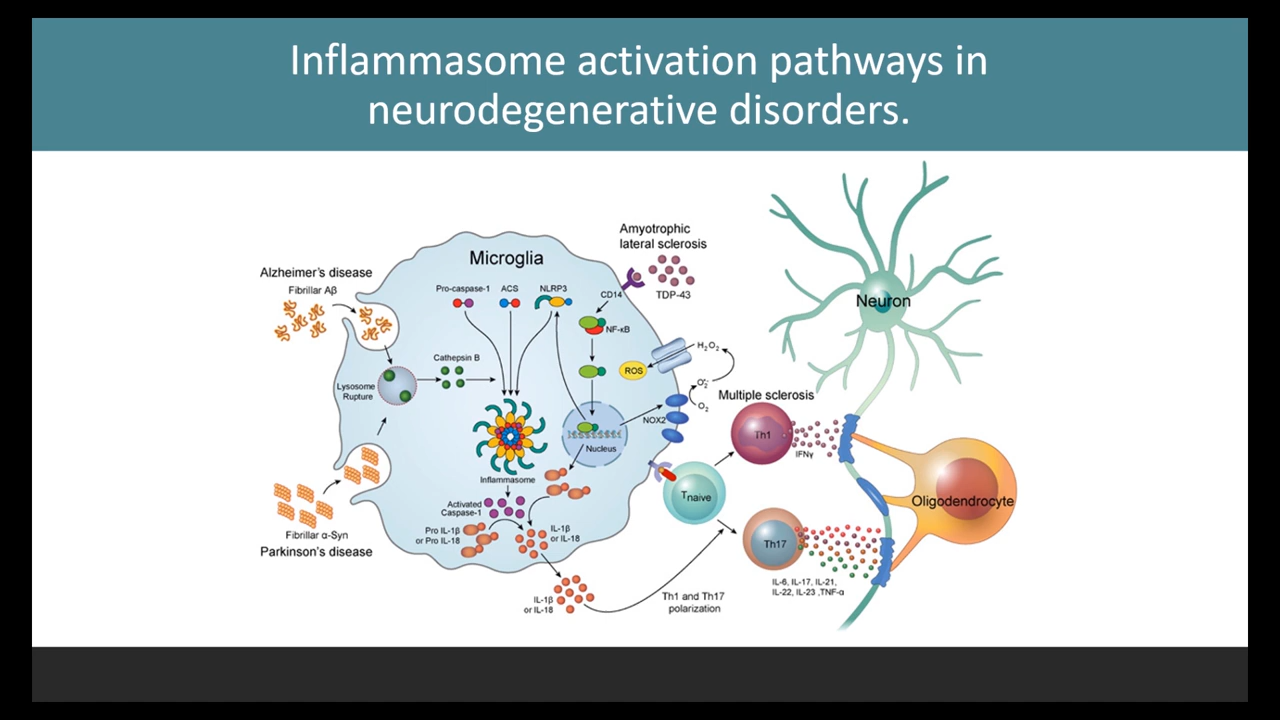 Inflammasome activation pathways in
neurodegenerative disorders.
Amyotrophic
lateral sclerosis
Microglia
Alzheimer's disease
Fibrillar Aβ
Pro-caspase-1
ACS
NLRP3
CD14
TDP-43
Neuron
NF-κB
H₂O₂
Cathepsin B
ROS
Lysosome
Rupture
O₂⁻
O₂
NOX2
Multiple sclerosis
Th1
IFNγ
Nucleus
Inflammasome
Tnaive
Oligodendrocyte
Activated
Caspase-1
Pro IL-1β
or Pro IL-18
IL-1β
or IL-18
Fibrillar α-Syn
Parkinson's disease
Th17
IL-6, IL-17, IL-21,
IL-22, IL-23 ,TNF-α
IL-1β
or IL-18
Th1 and Th17
polarization